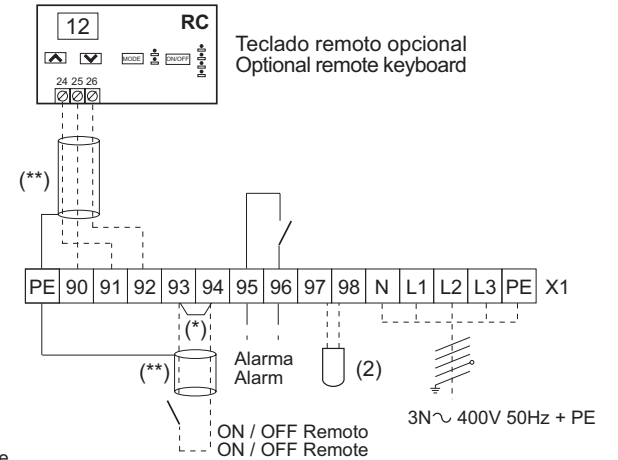 12 RC
MODE ON/OFF
24 25 26
Teclado remoto opcional
Optional remote keyboard
(**)
PE 90 91 92 93 94 95 96 97 98 N L1 L2 L3 PE X1
(*)
(**)
Alarma
Alarm
(2)
3N~ 400V 50Hz + PE
ON / OFF Remoto
ON / OFF Remote